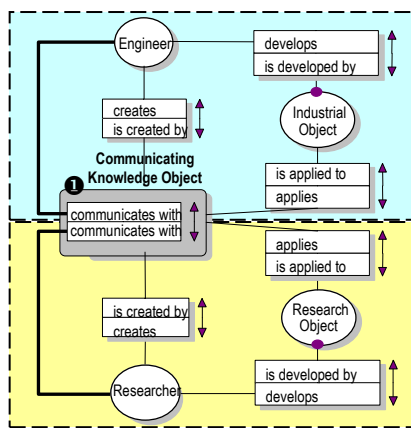 Engineer
develops
is developed by
creates
is created by
Industrial
Object
Communicating
Knowledge Object
is applied to
applies
1
communicates with
communicates with
applies
is applied to
is created by
creates
Research
Object
is developed by
develops
Researcher